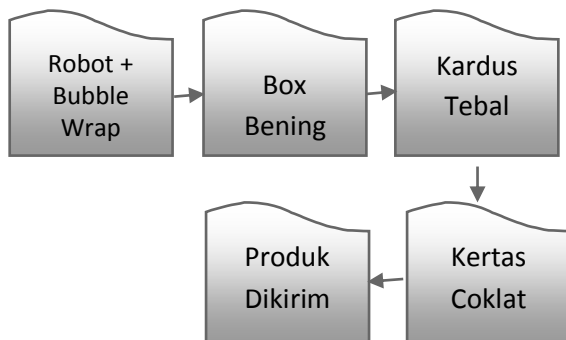 Robot +
Bubble
Wrap
Box
Bening
Kardus
Tebal
Kertas
Coklat
Produk
Dikirim